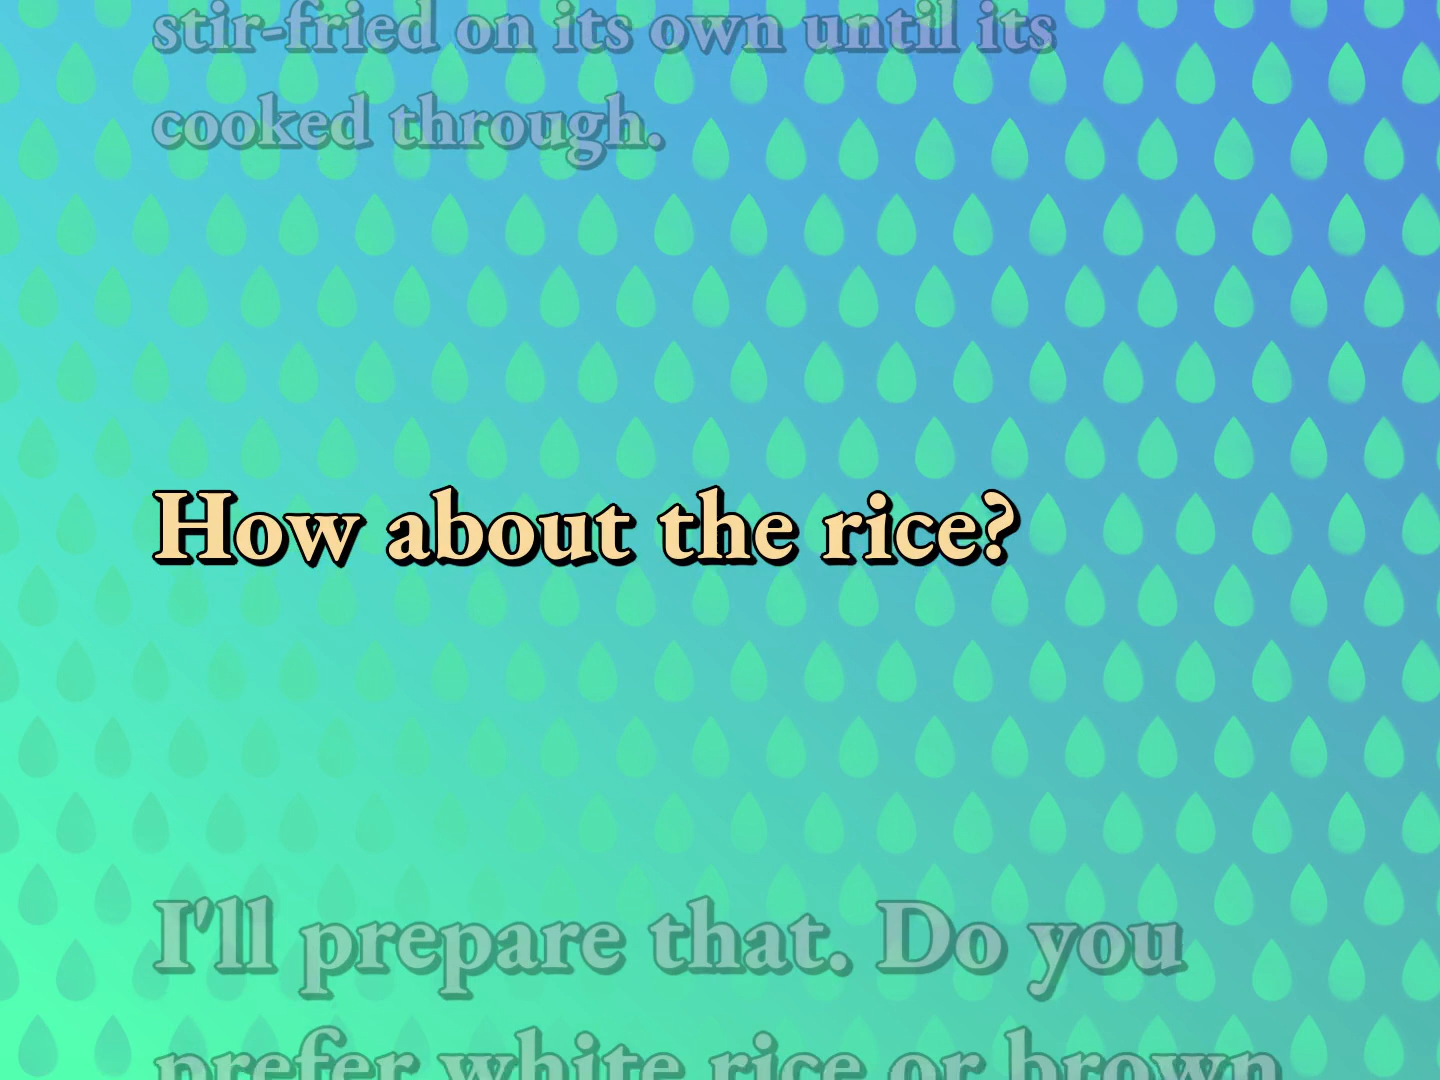 stir-fried on its own until its
cooked through.
How about the rice?
I'll prepare that. Do you
prefer white rice or brown